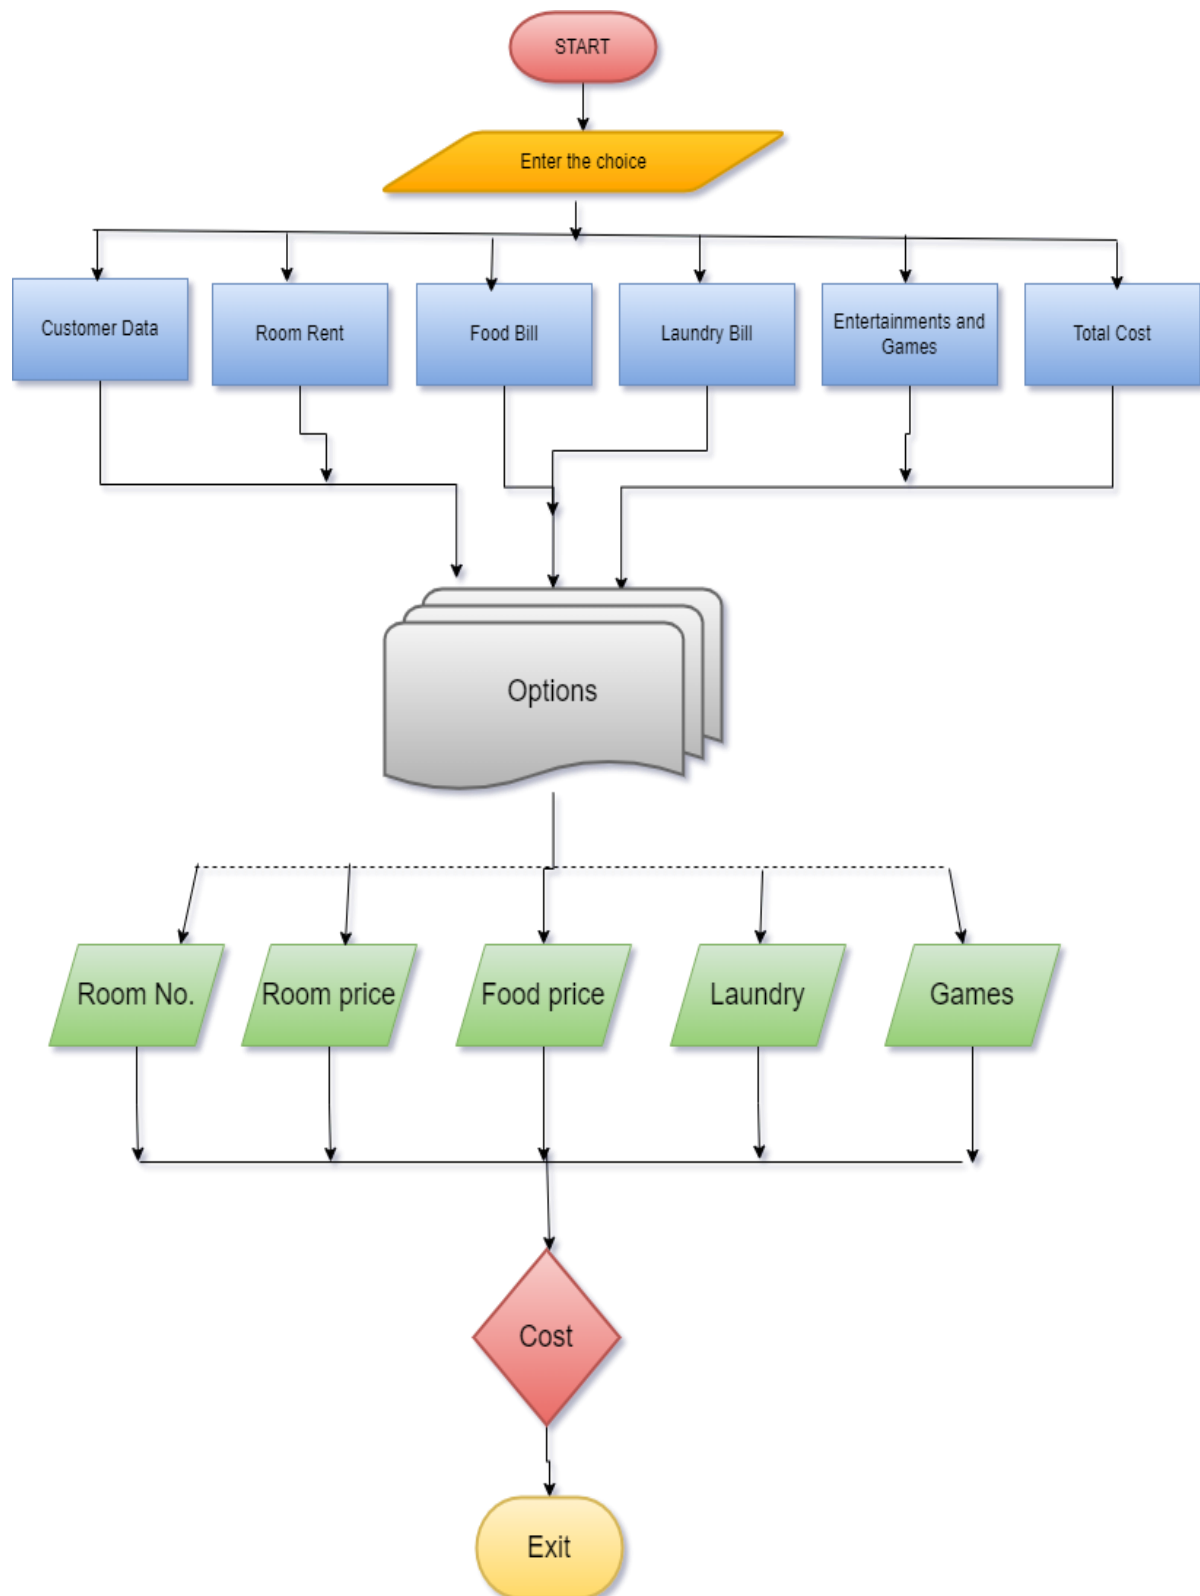 START
Enter the choice
Customer Data
Room Rent
Food Bill
Laundry Bill
Entertainments and
Games
Total Cost
Options
Room No.
Room price
Food price
Laundry
Games
Cost
Exit